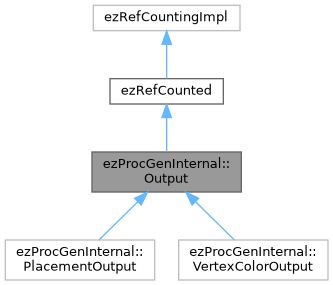 ezRefCountingImpl
ezRefCounted
ezProcGenInternal::
Output
ezProcGenInternal::
PlacementOutput
ezProcGenInternal::
VertexColorOutput